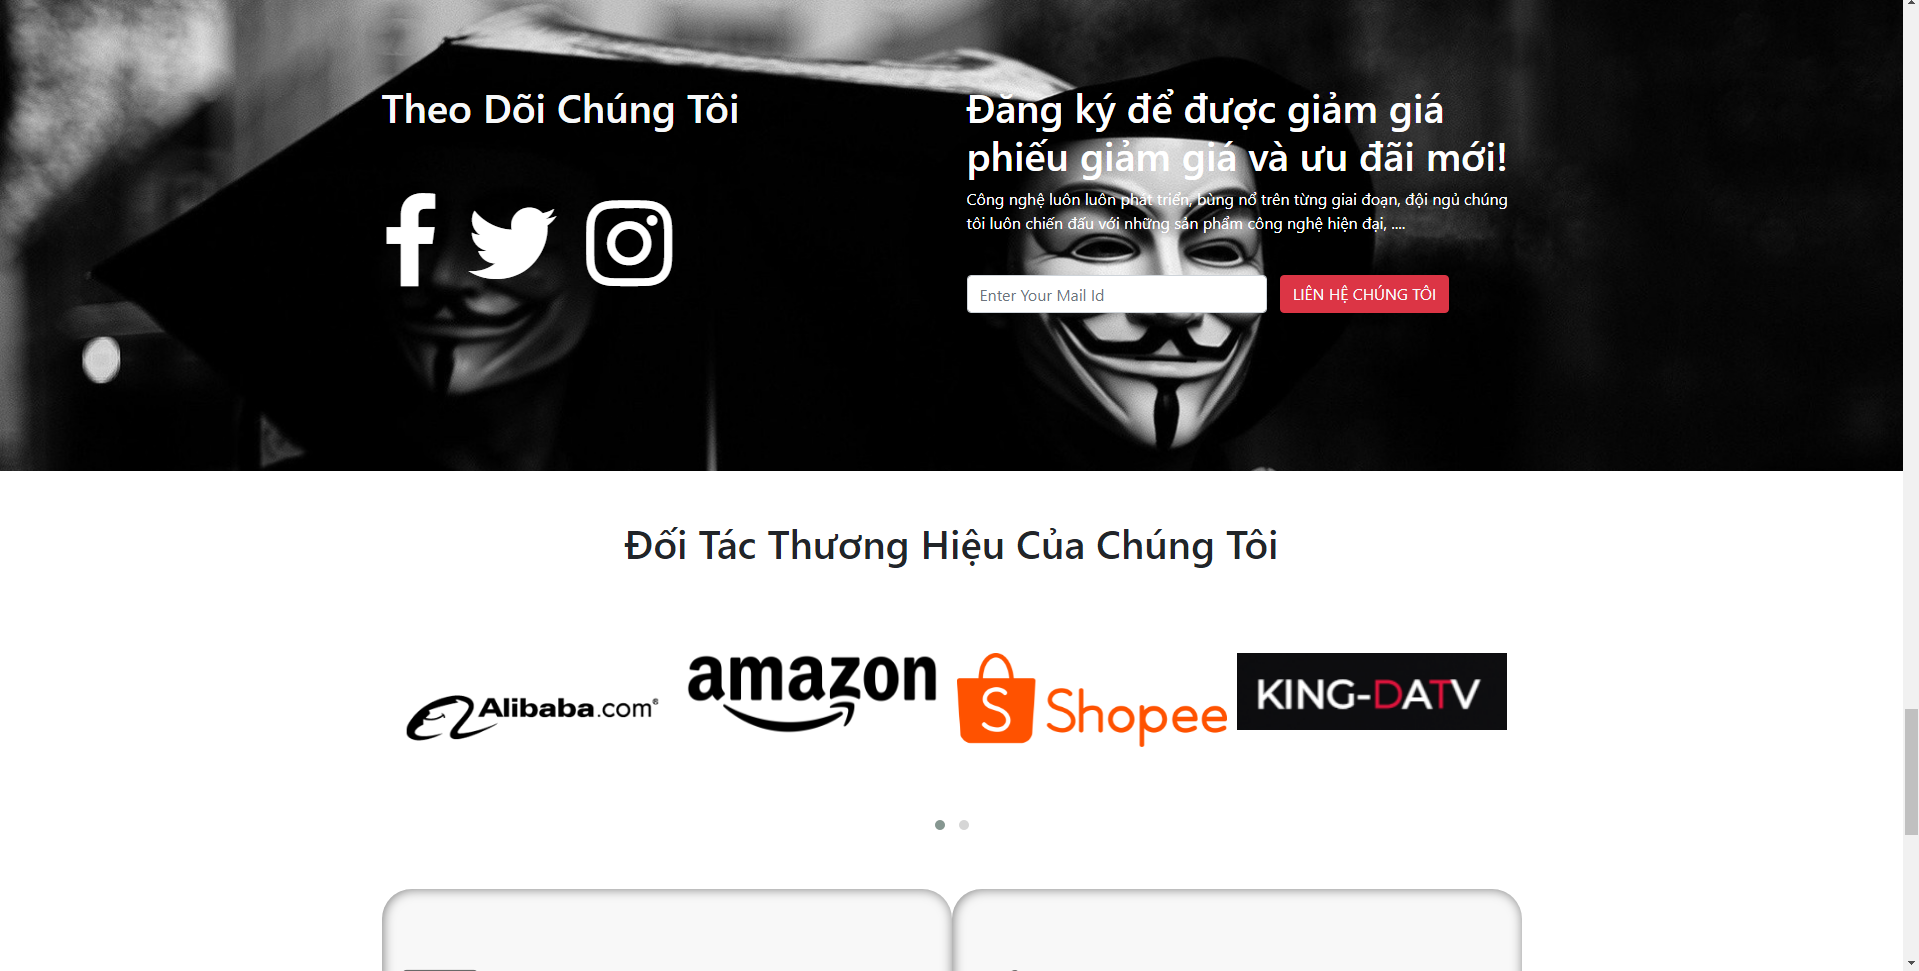 Theo Dõi Chúng Tôi
Đăng ký để được giảm giá
phiếu giảm giá và ưu đãi mới!
Công nghệ luôn luôn phát triển, bùng nổ trên từng giai đoạn, đội ngủ chúng
tôi luôn chiến đấu với những sản phẩm công nghệ hiện đại, ....
Enter Your Mail Id
LIÊN HỆ CHÚNG TÔI
Đối Tác Thương Hiệu Của Chúng Tôi
Alibaba.com®
amazon
S Shopee
KING-DATV